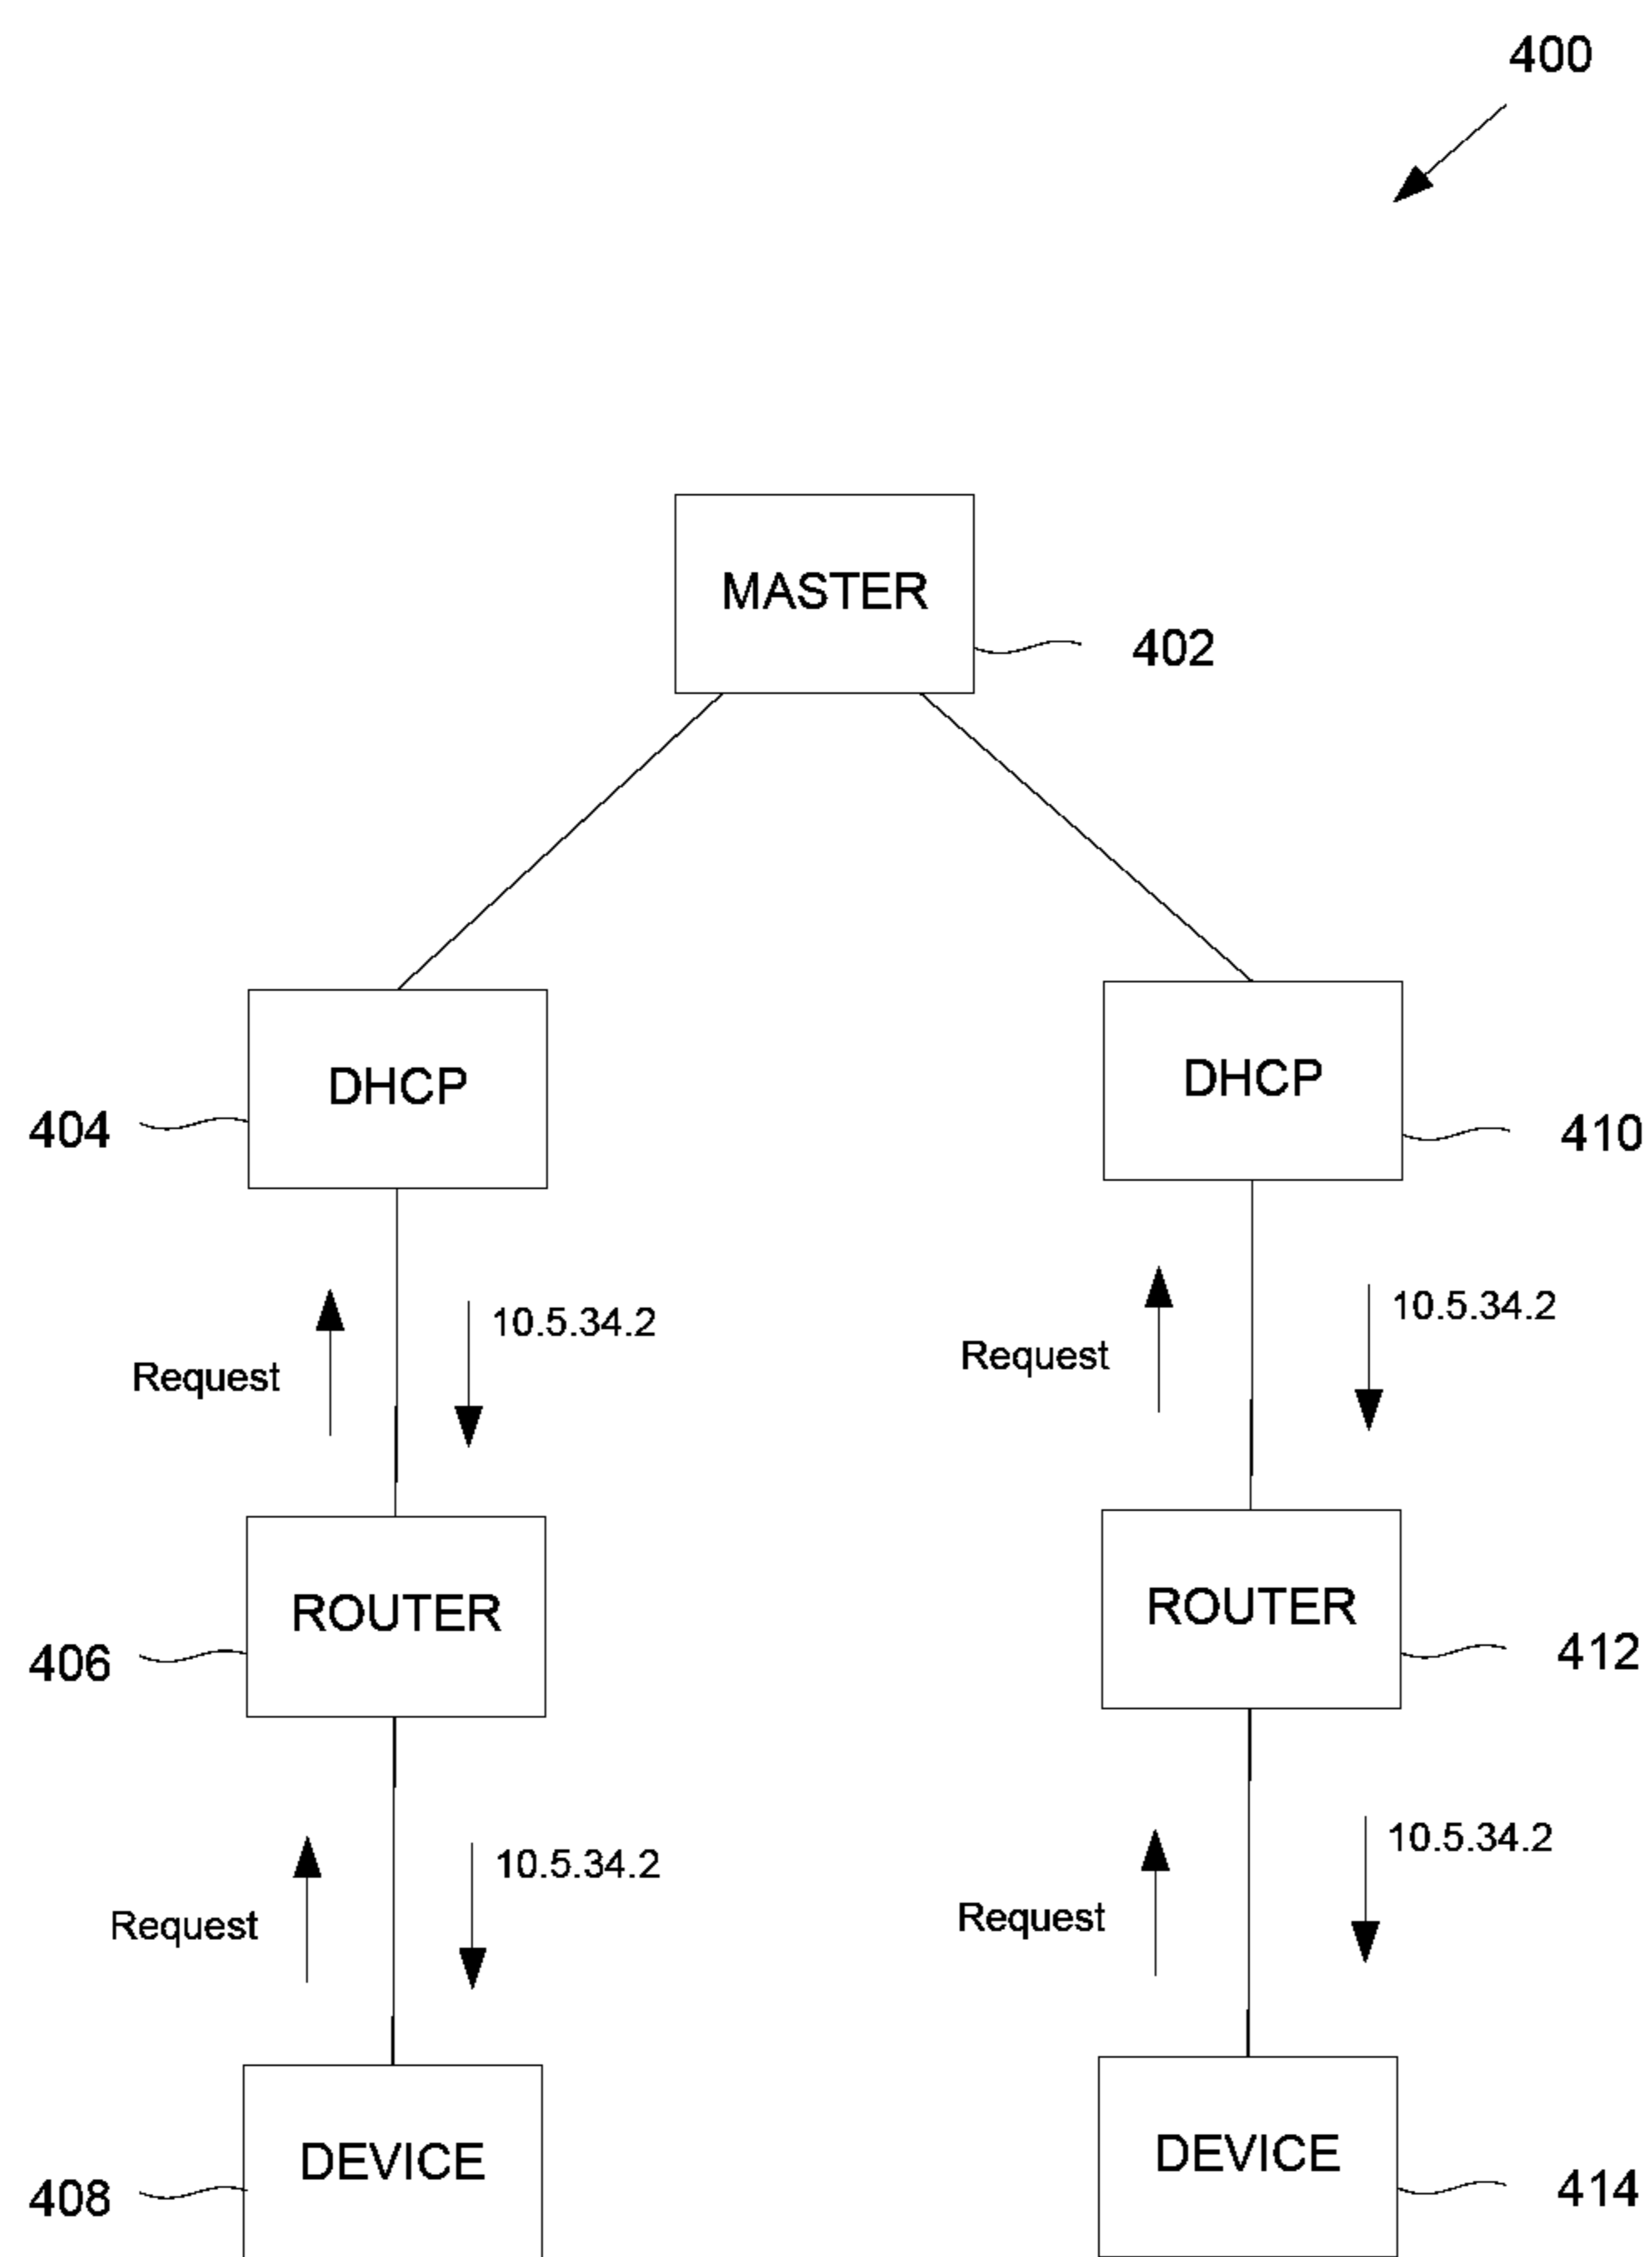 400
MASTER
402
DHCP
DHCP
404
410
10.5.34.2
10.5.34.2
Request
Request
ROUTER
ROUTER
406
412
10.5.34.2
10.5.34.2
Request
Request
DEVICE
DEVICE
408
414